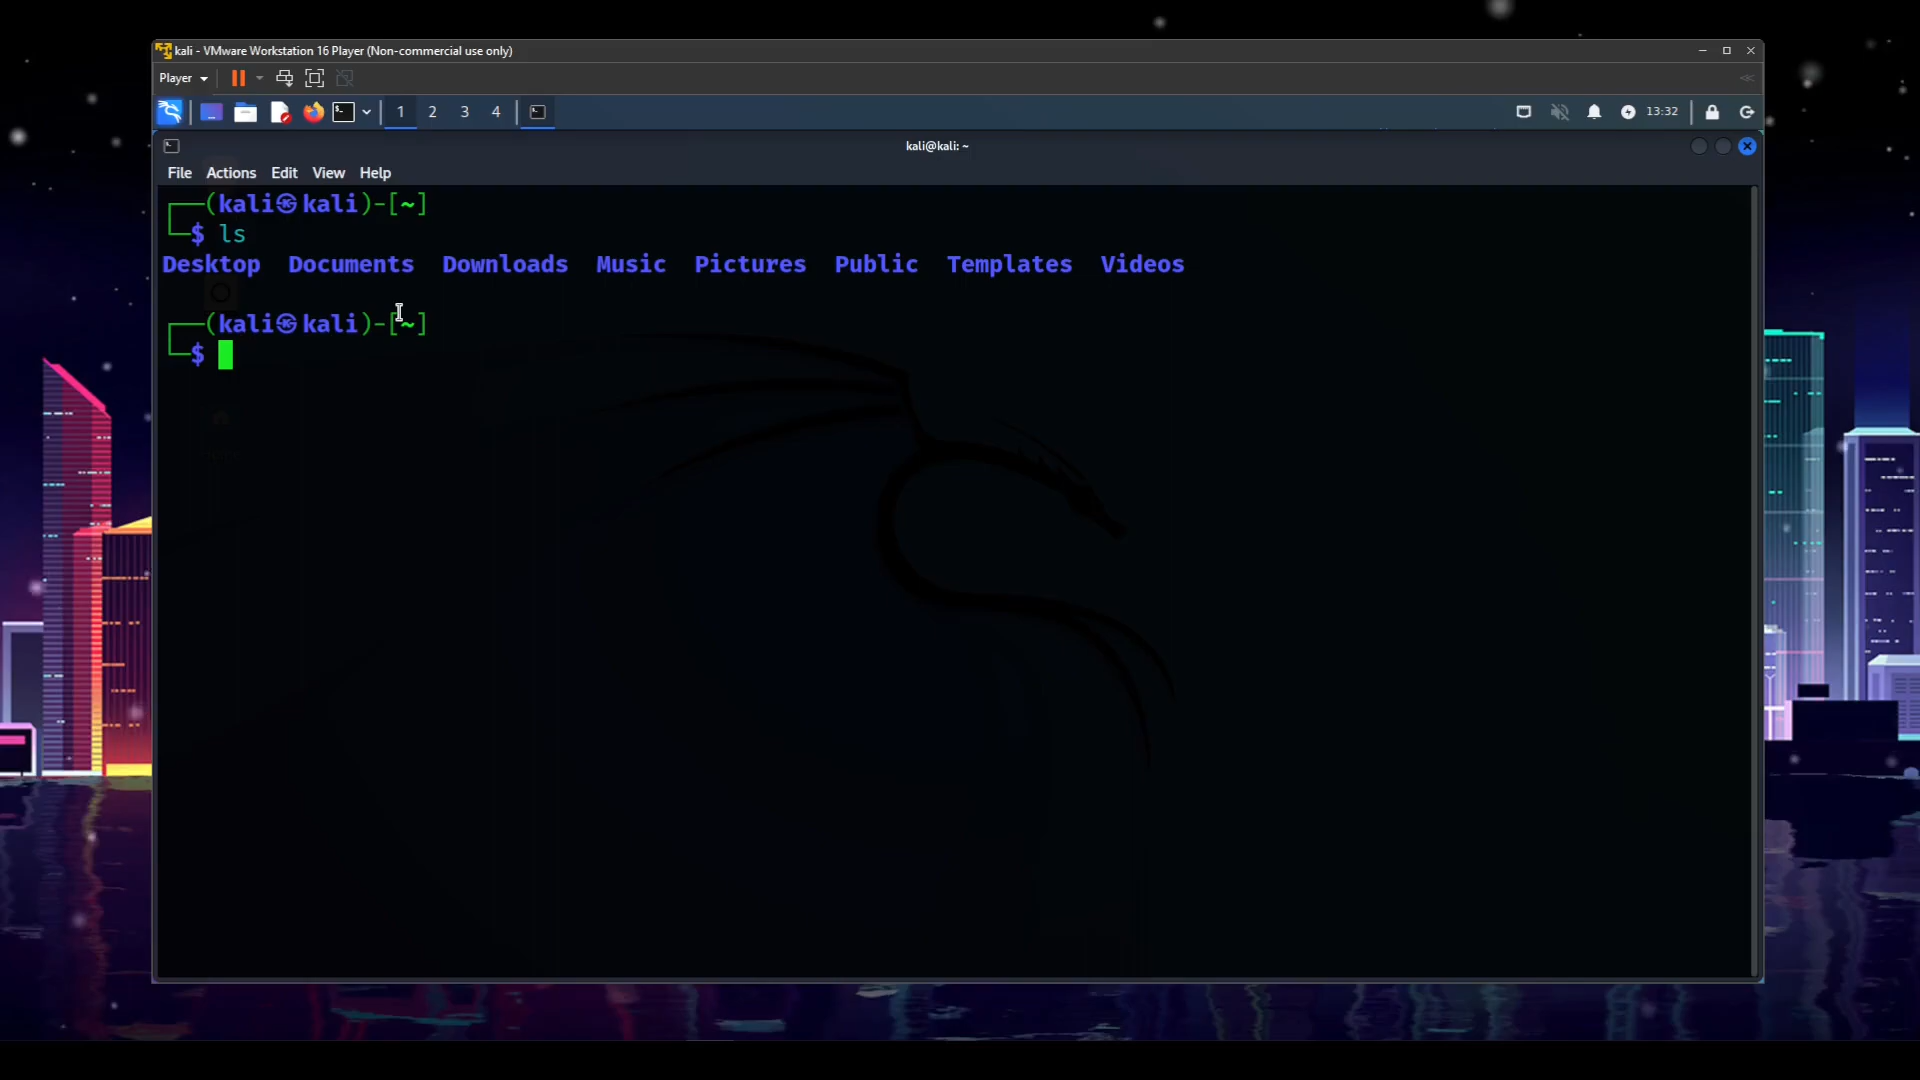 kali - VMware Workstation 16 Player (Non-commercial use only)
Player
1 2 3 4
13:32
kali@kali: ~
File Actions Edit View Help
┌──(kali㉿kali)-[~]
└─$ ls
Desktop Documents Downloads Music Pictures Public Templates Videos
┌──(kali㉿kali)-[~]
└─$